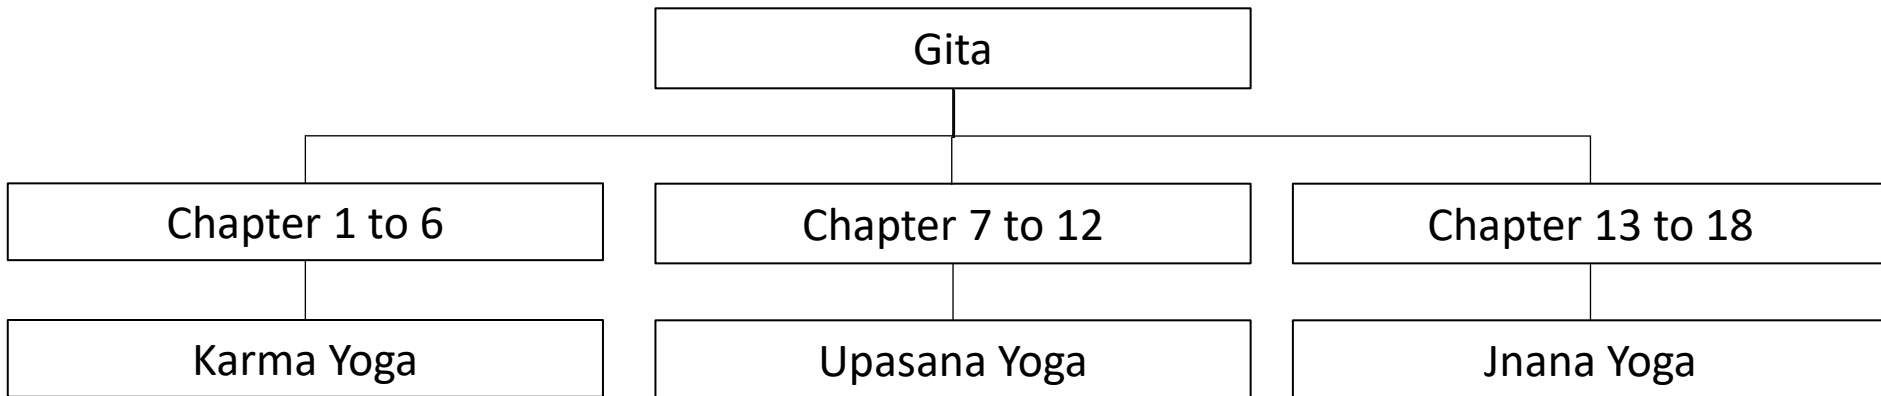 Gita
Chapter 1 to 6
Chapter 7 to 12
Chapter 13 to 18
Karma Yoga
Upasana Yoga
Jnana Yoga